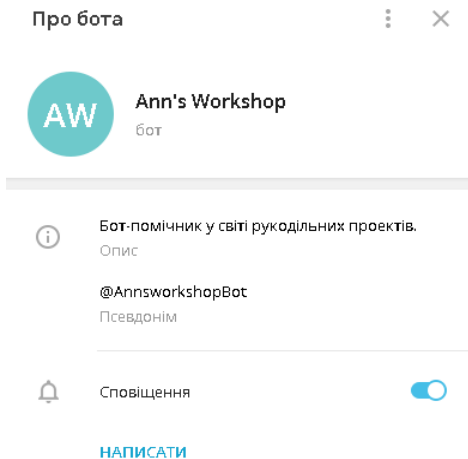 Про бота
AW
Ann's Workshop
бот
Бот-помічник у світі рукодільних проектів.
Опис
@AnnsworkshopBot
Псевдонім
Сповіщення
НАПИСАТИ